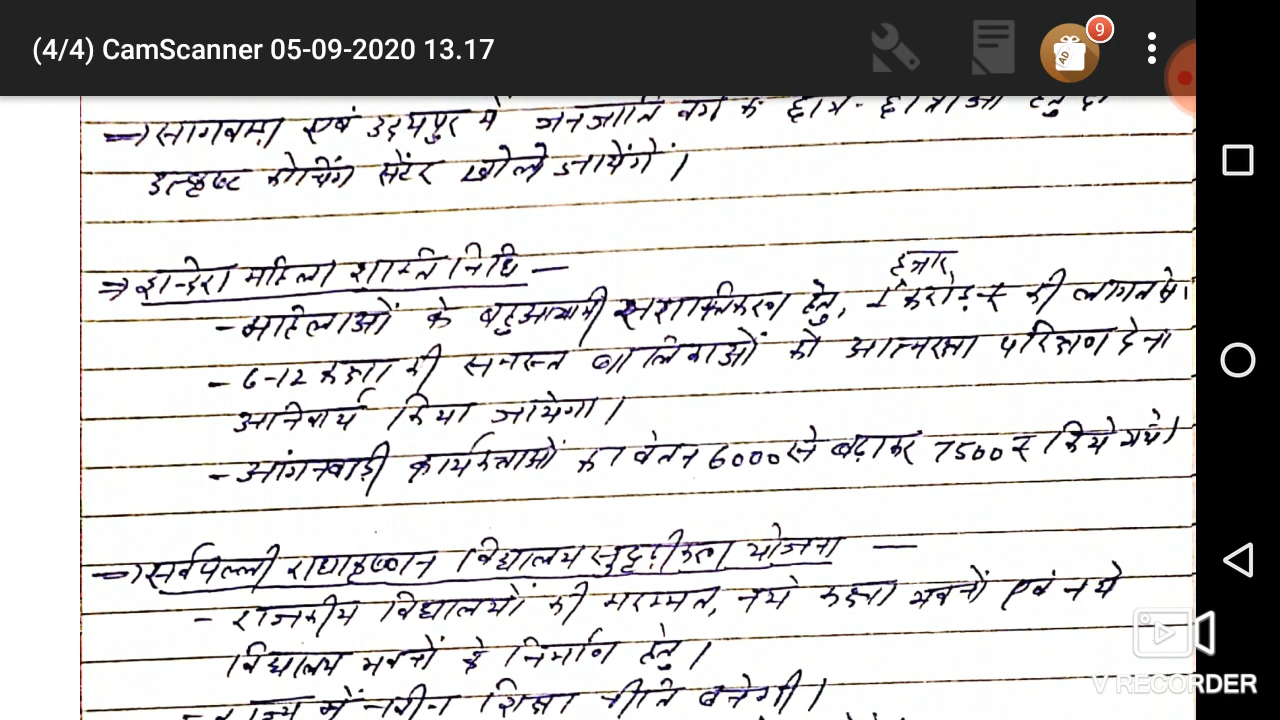 (4/4) CamScanner 05-09-2020 13.17
9
AD
→ सागवाड़ा एवं उदयपुर में जनजाति वर्ग के छात्र-छात्राओं हेतु दो
उत्कृष्ट कोचिंग सेंटर खोले जायेंगे।
हजार
⇒ इन्दिरा महिला शक्ति निधि —
- महिलाओं के बहुआयामी सशक्तिकरण हेतु, 1 करोड़ ₹ की लागत से।
- 6-12 कक्षा की समस्त बालिकाओं को आत्मरक्षा परिक्षण देना
अनिवार्य किया जायेगा।
- आंगनवाड़ी कार्यकर्ताओं का वेतन 6000 से बढ़ाकर 7500 ₹ किये गये।
→ सर्वपल्ली राधाकृष्णन विद्यालय सुदृढ़ीकरण योजना —
- राजकीय विद्यालयों की मरम्मत, नये कक्षा भवनों एवं नये
विद्यालय भवनों के निर्माण हेतु।
- राज्य में नवीन शिक्षा नीति बनेगी।
V RECORDER